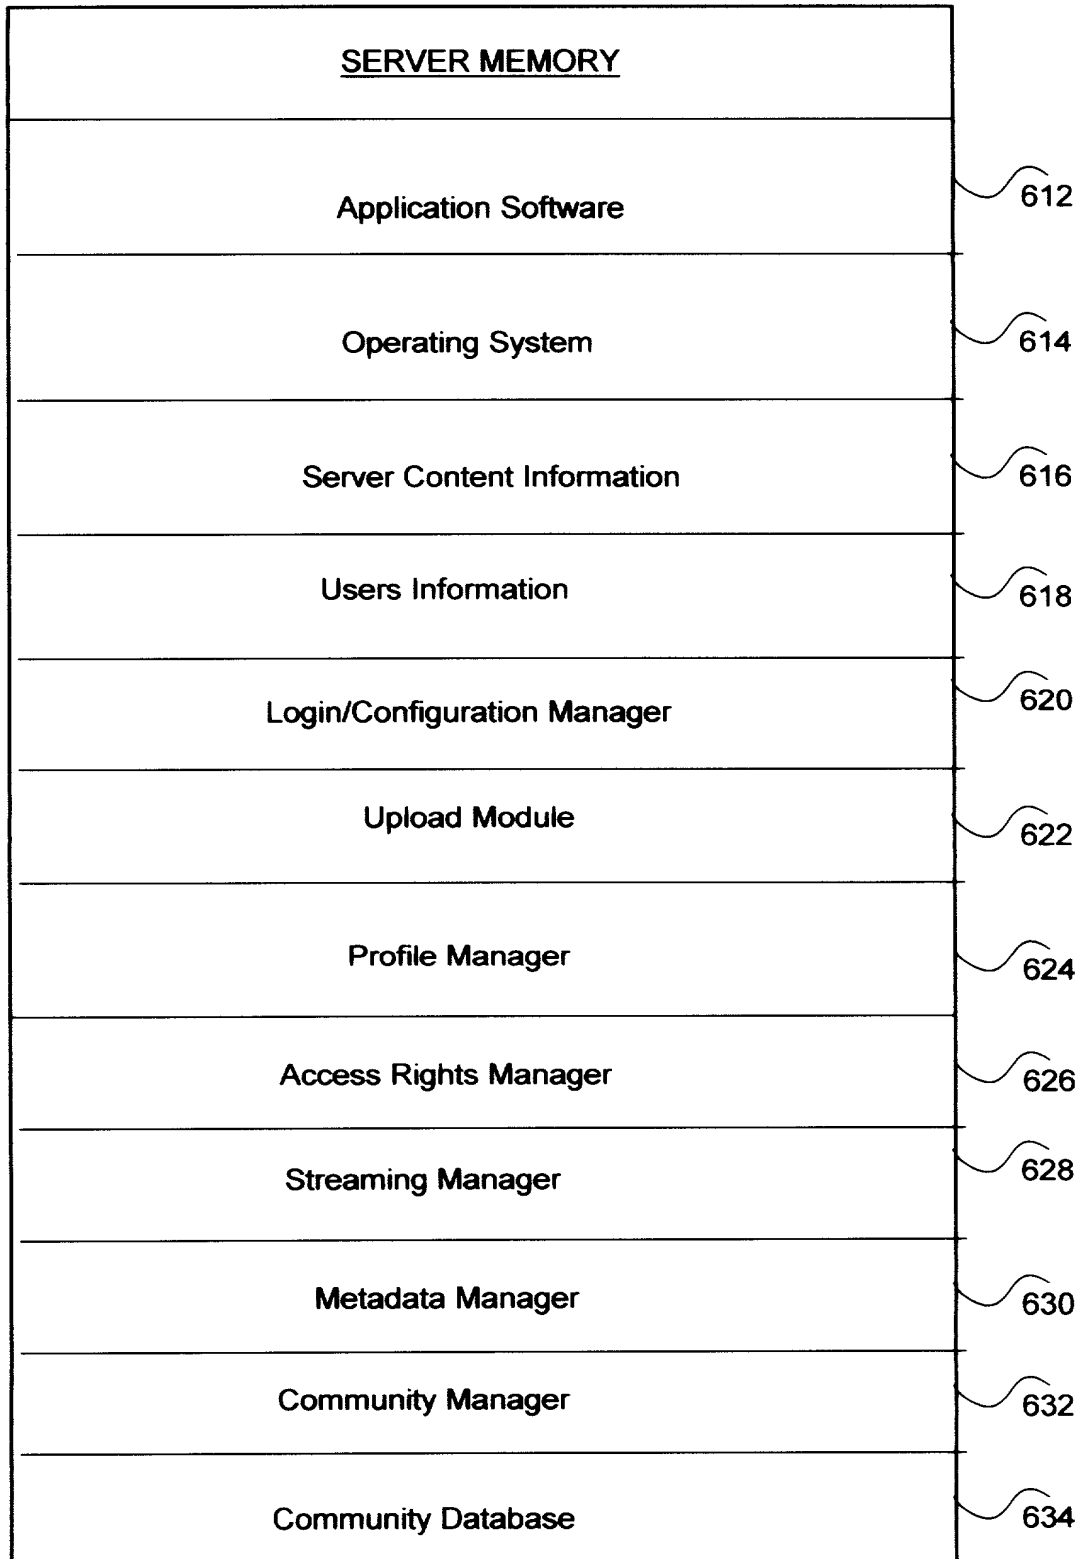 SERVER MEMORY
Application Software 612
Operating System 614
Server Content Information 616
Users Information 618
Login/Configuration Manager 620
Upload Module 622
Profile Manager 624
Access Rights Manager 626
Streaming Manager 628
Metadata Manager 630
Community Manager 632
Community Database 634